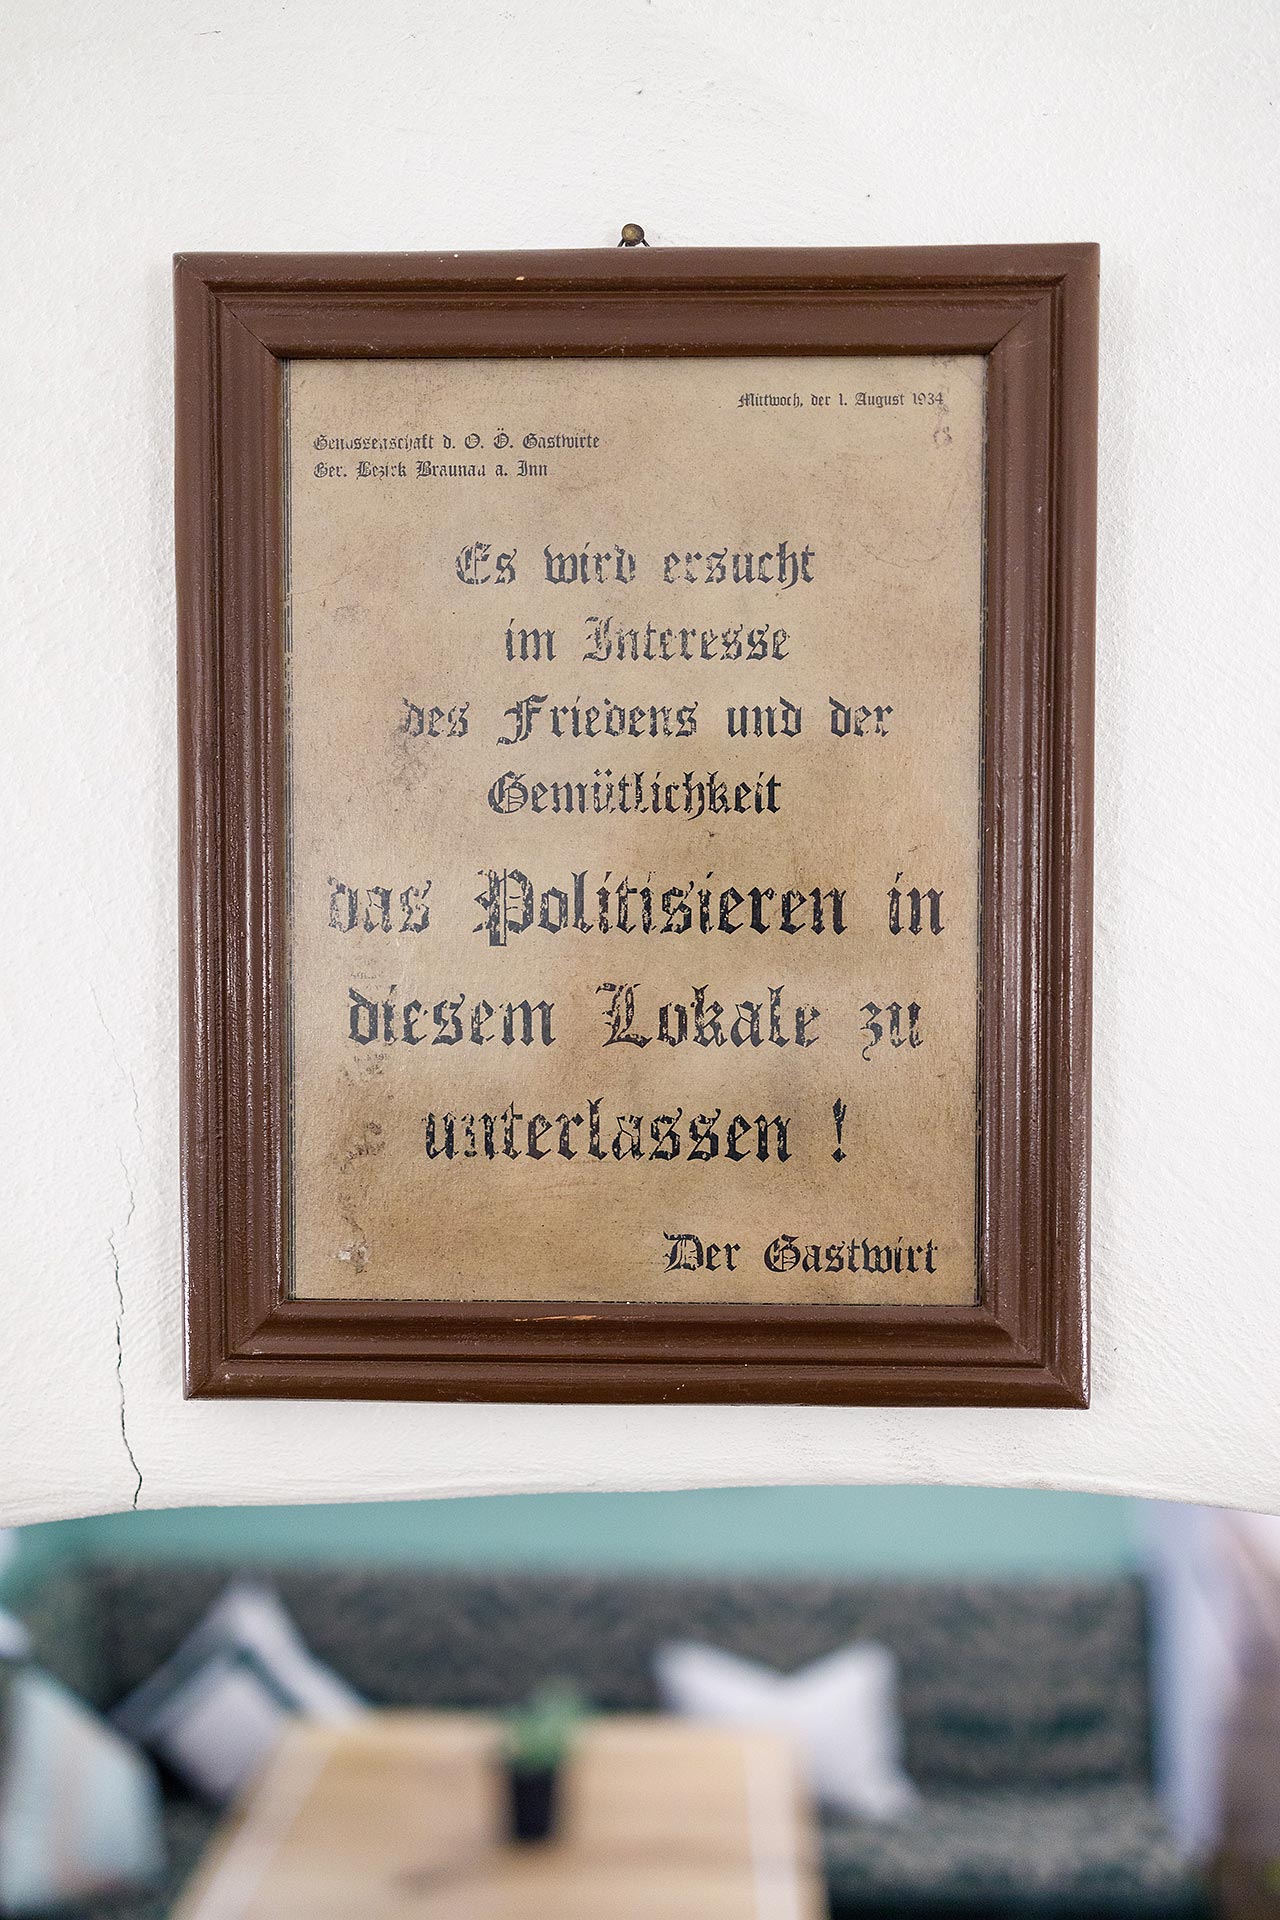 Mittwoch, der 1. August 1934
Genossenschaft d. O. Ö. Gastwirte
Ger. Bezirk Braunau a. Inn
Es wird ersucht
im Interesse
des Friedens und der
Gemütlichkeit
das Politisieren in
diesem Lokale zu
unterlassen !
Der Gastwirt